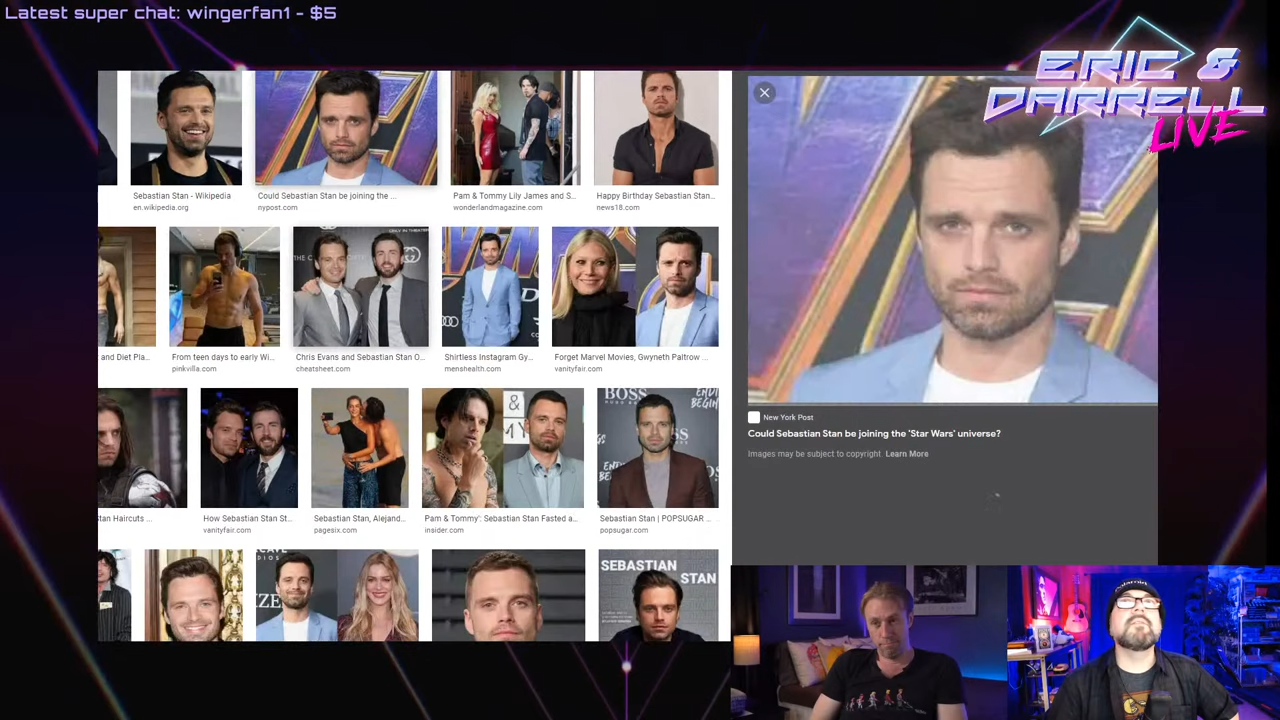 Latest super chat: wingerfan1 - $5
ERIC &
DARRELL
LIVE
Sebastian Stan - Wikipedia
en.wikipedia.org
Could Sebastian Stan be joining the ...
nypost.com
Pam & Tommy Lily James and S...
wonderlandmagazine.com
Happy Birthday Sebastian Stan...
news18.com
and Diet Pla...
From teen days to early Wi...
pinkvilla.com
Chris Evans and Sebastian Stan O...
cheatsheet.com
Shirtless Instagram Gy...
menshealth.com
Forget Marvel Movies, Gwyneth Paltrow ...
vanityfair.com
New York Post
Could Sebastian Stan be joining the 'Star Wars' universe?
Images may be subject to copyright. Learn More
&
BOSS
Stan Haircuts ...
How Sebastian Stan St...
vanityfair.com
Sebastian Stan, Alejand...
pagesix.com
Pam & Tommy': Sebastian Stan Fasted a...
insider.com
Sebastian Stan | POPSUGAR ...
popsugar.com
SEBASTIAN
STAN